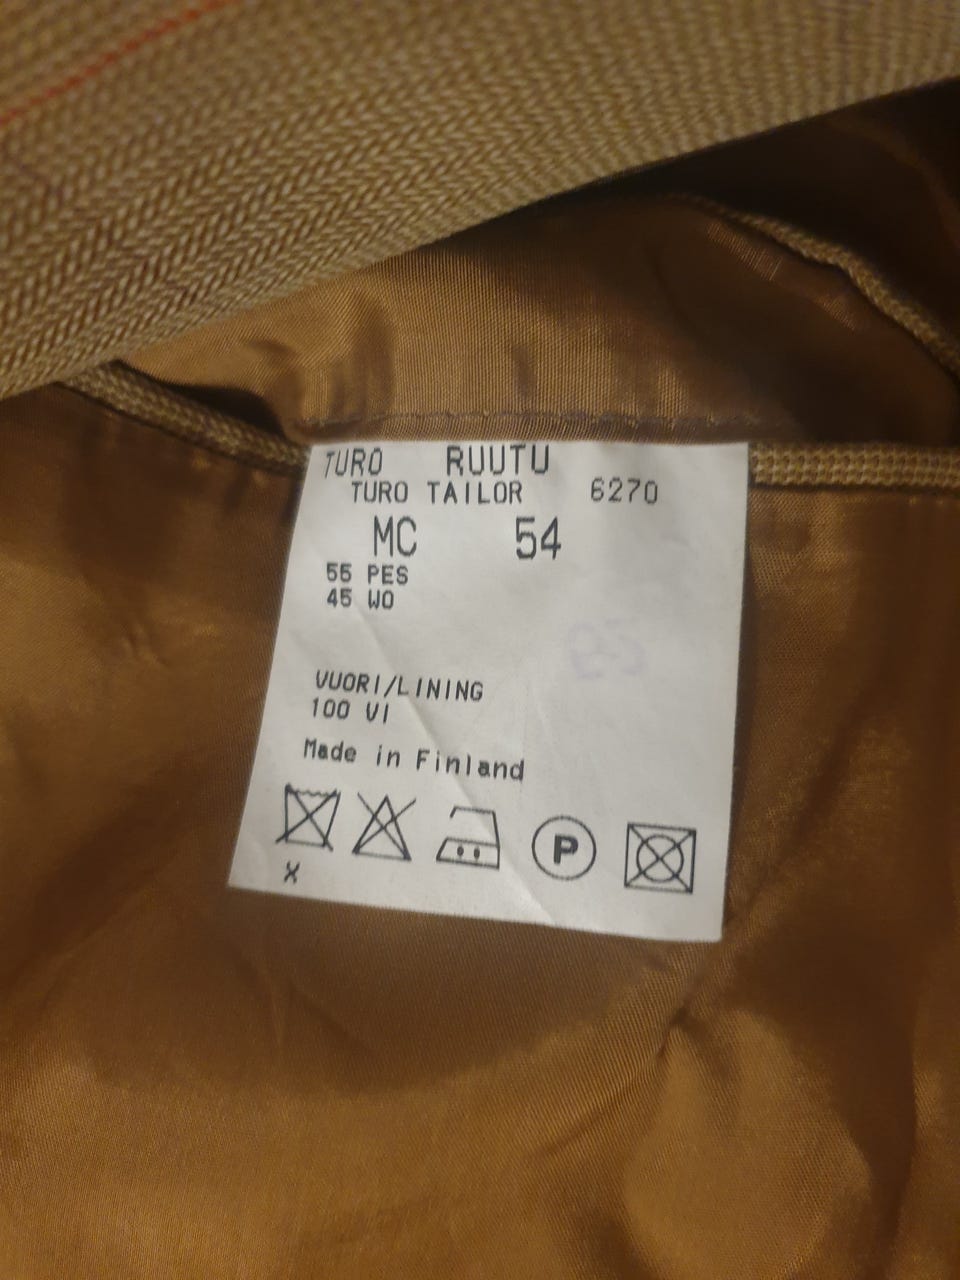 TURO RUUTU
TURO TAILOR 6270
MC 54
55 PES
45 WO
VUORI/LINING
100 VI
Made in Finland
P
X